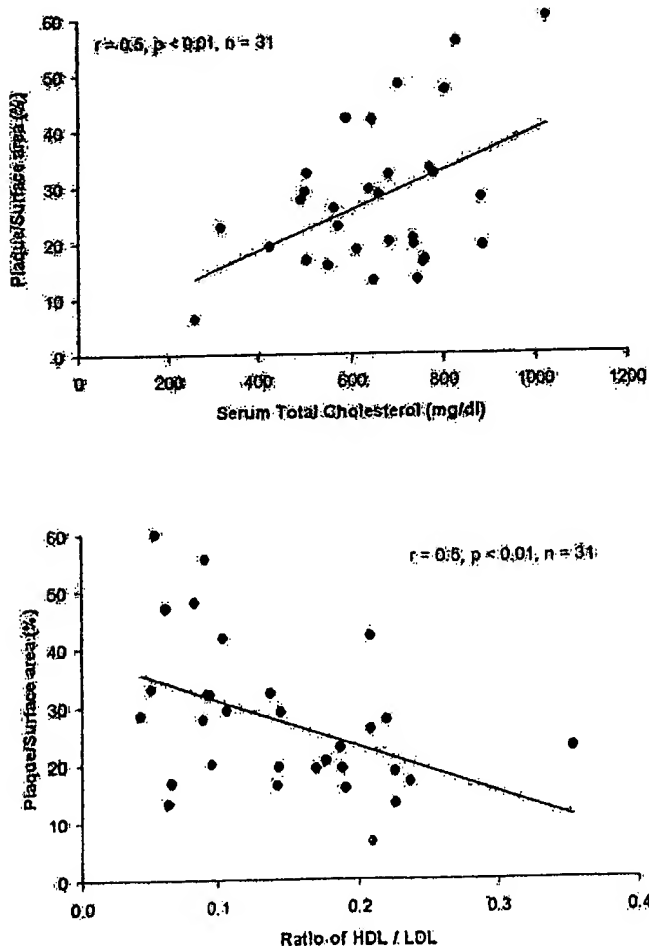 60
r = 0.5, p < 0.01, n = 31
50
40
30
20
10
0
Plaque/Surface area (%)
0 200 400 600 800 1000 1200
Serum Total Cholesterol (mg/dl)
60
r = 0.5, p < 0.01, n = 31
50
40
30
20
10
0
Plaque/Surface area (%)
0.0 0.1 0.2 0.3 0.4
Ratio of HDL / LDL